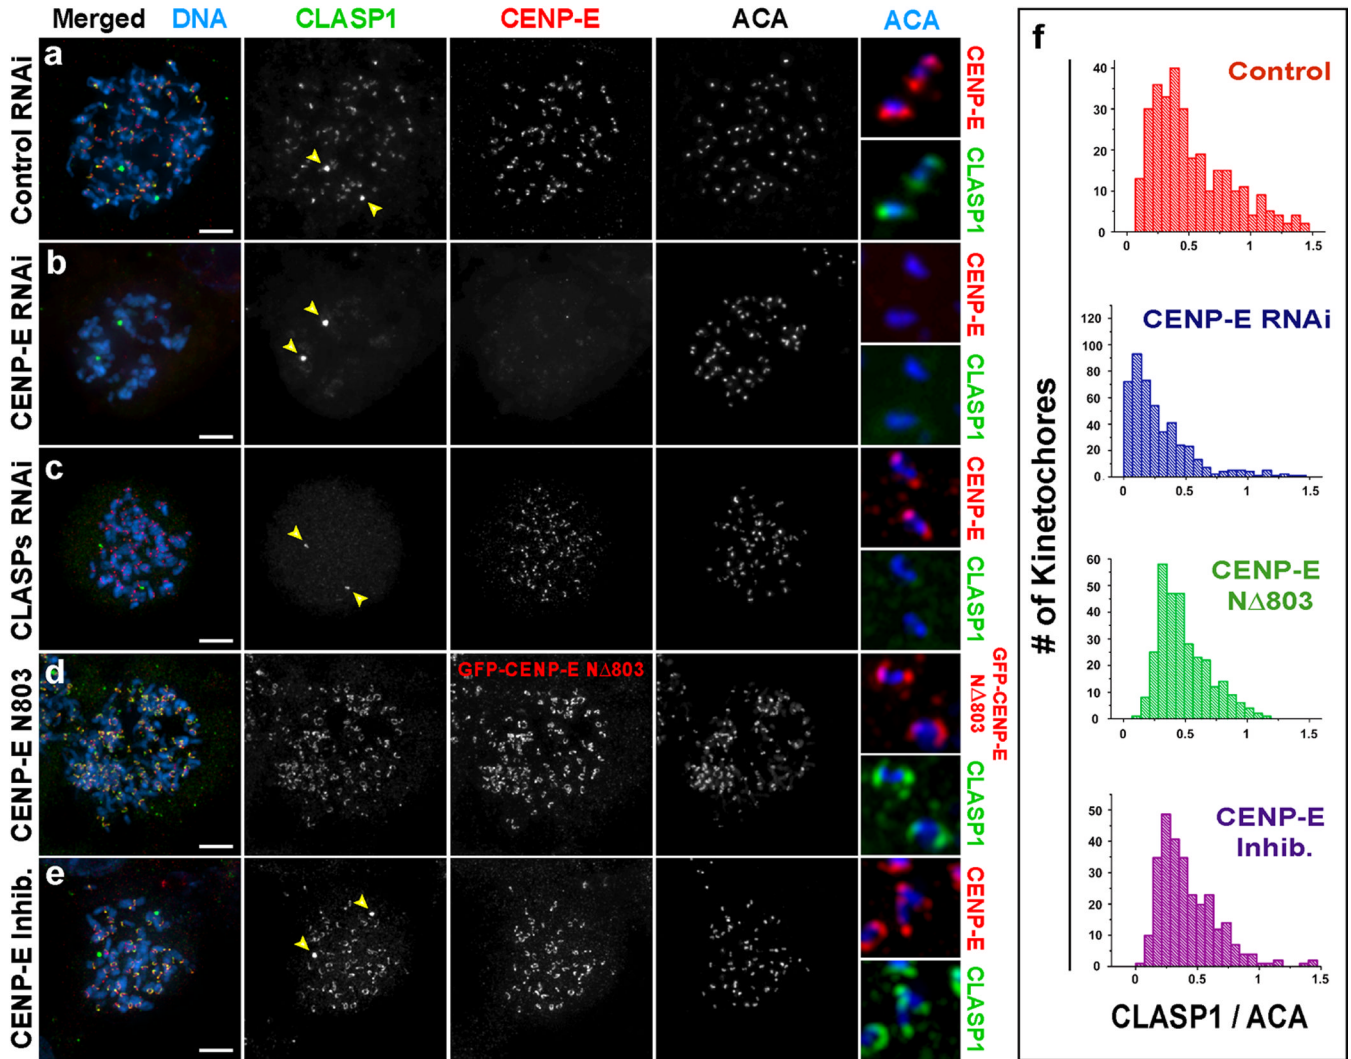 Merged DNA CLASP1 CENP-E ACA ACA
Control RNAi
a
CENP-E
CLASP1
CENP-E RNAi
b
CENP-E
CLASP1
CLASPs RNAi
c
CENP-E
CLASP1
CENP-E N803
d
GFP-CENP-E NΔ803
GFP-CENP-E
NΔ803
CLASP1
CENP-E Inhib.
e
CENP-E
CLASP1
f
# of Kinetochores
Control
40
30
20
10
0
0 0.5 1 1.5
CENP-E RNAi
120
100
80
60
40
20
0
0 0.5 1 1.5
CENP-E
NΔ803
60
50
40
30
20
10
0
0 0.5 1 1.5
CENP-E
Inhib.
50
40
30
20
10
0
0 0.5 1 1.5
CLASP1 / ACA